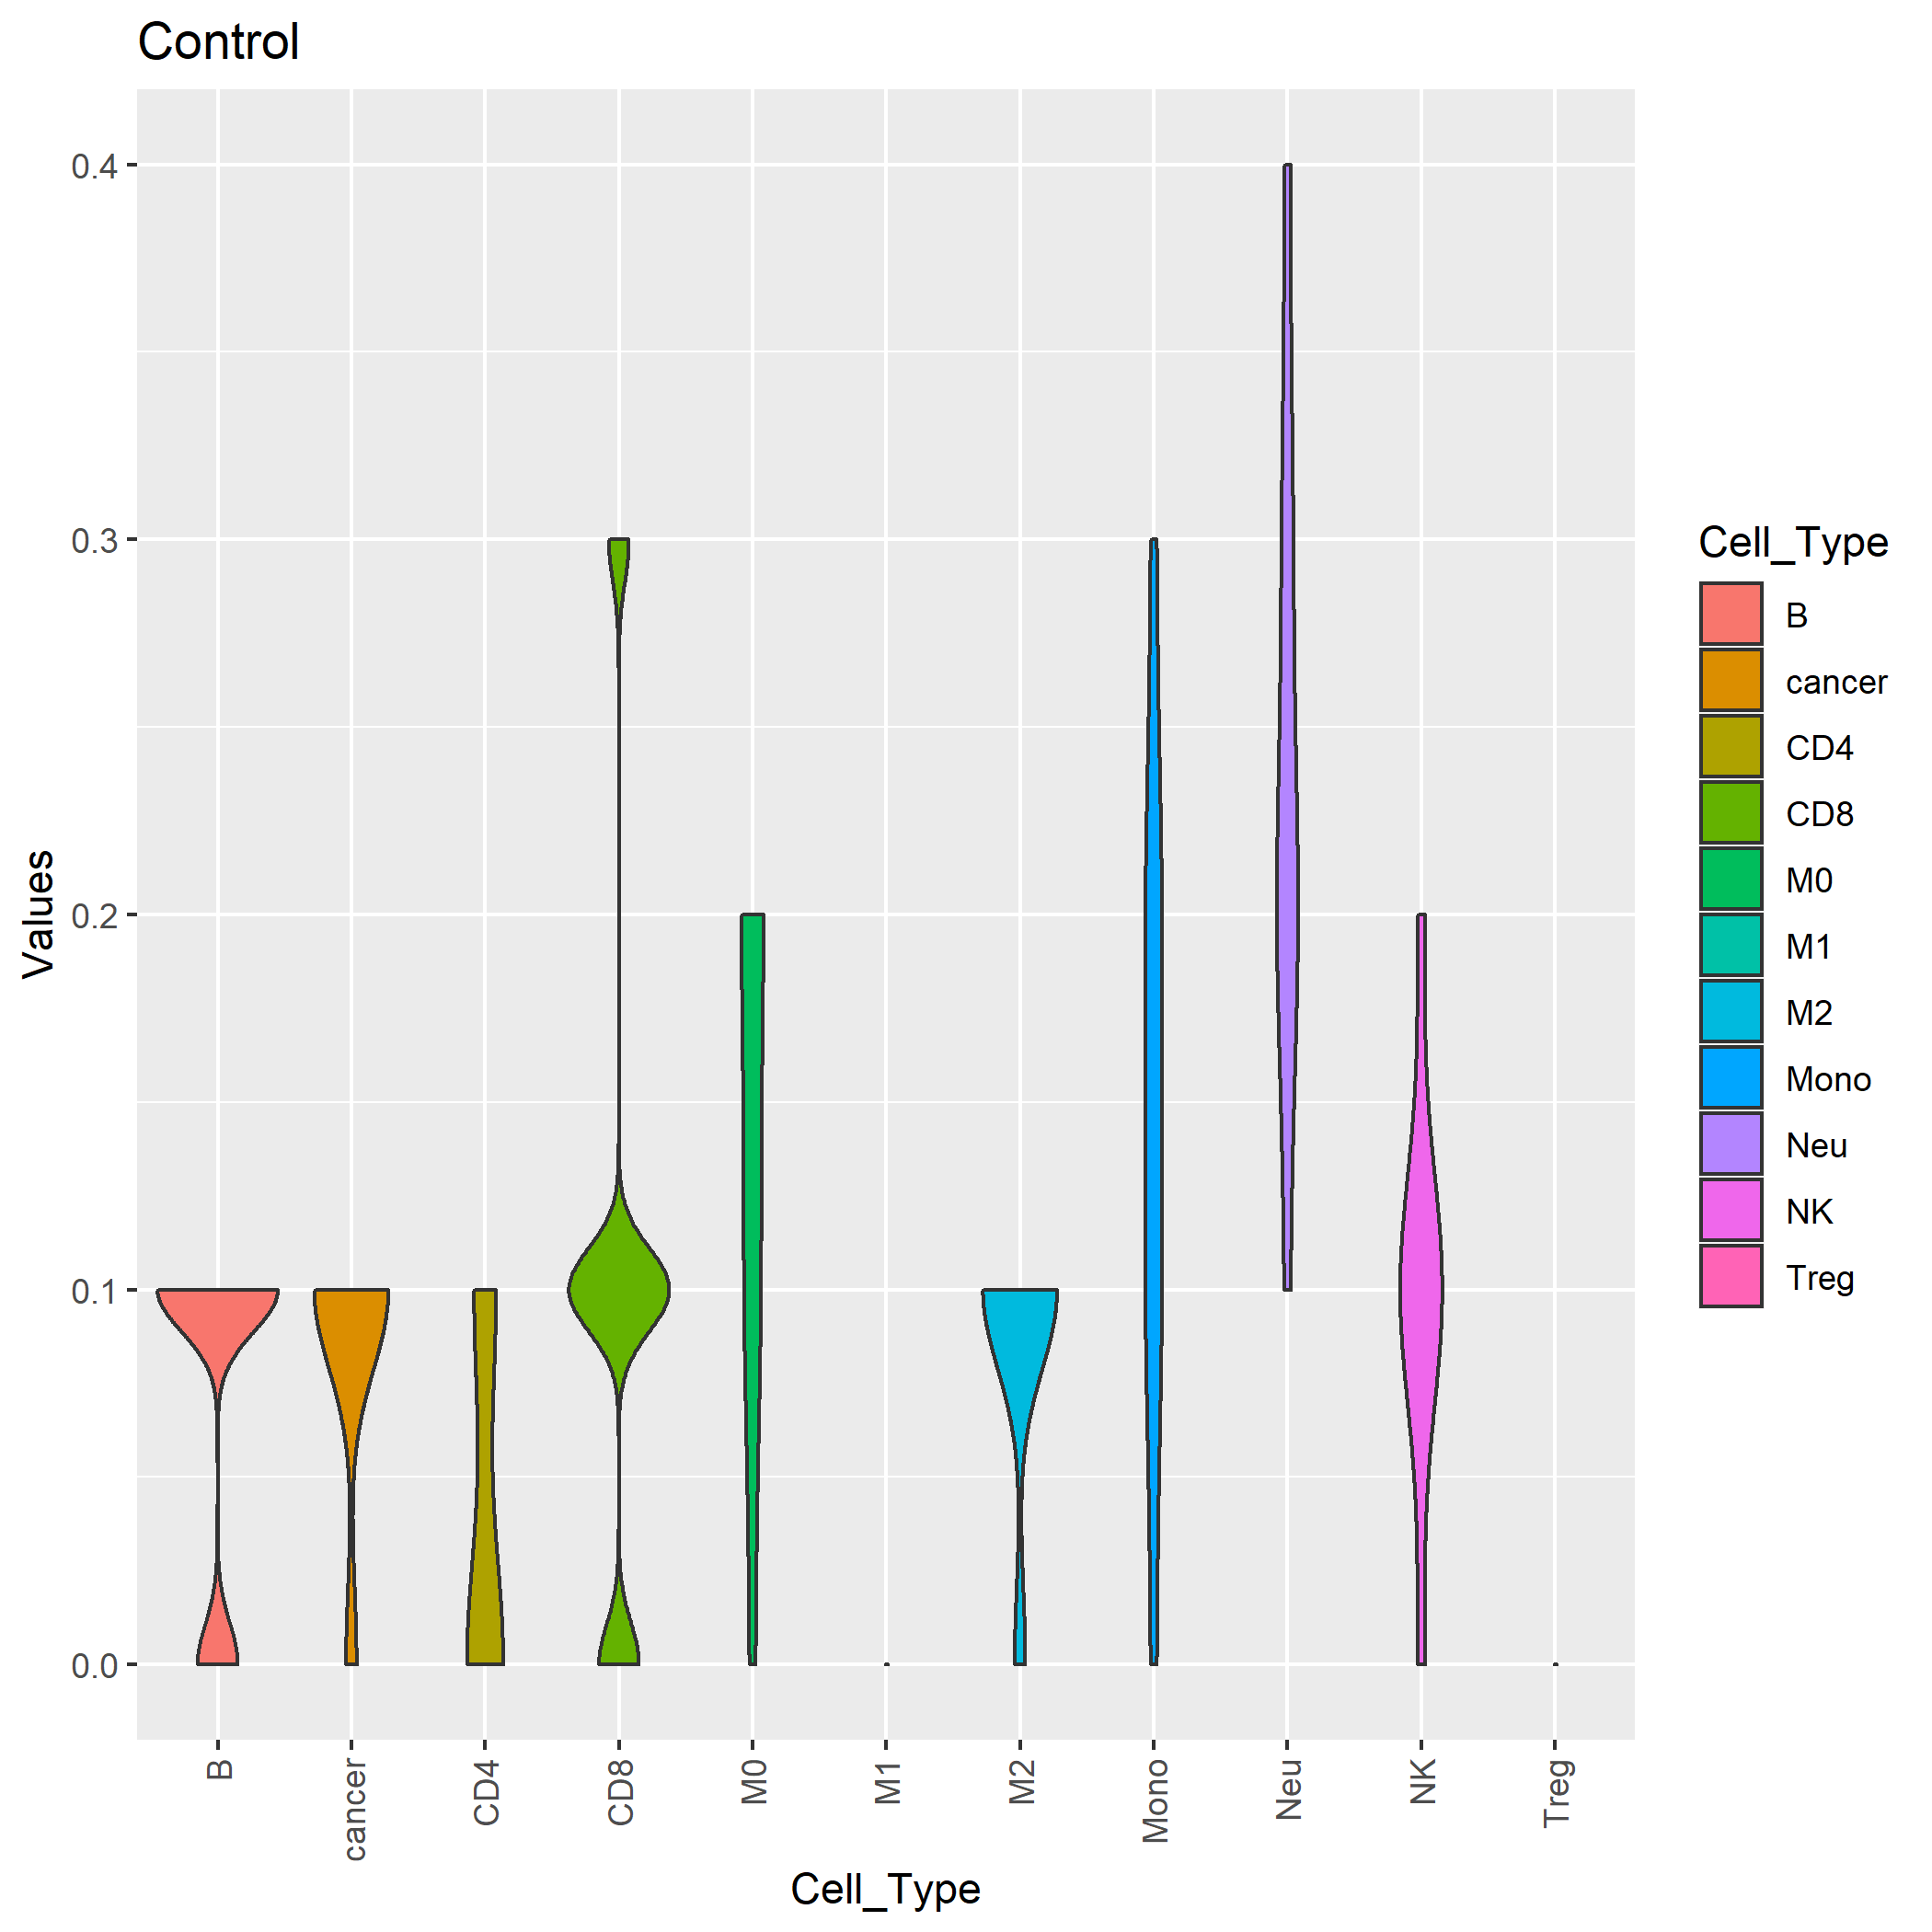 Control
Values
0.4
0.3
0.2
0.1
0.0
B
cancer
CD4
CD8
M0
M1
M2
Mono
Neu
NK
Treg
Cell_Type
Cell_Type
B
cancer
CD4
CD8
M0
M1
M2
Mono
Neu
NK
Treg